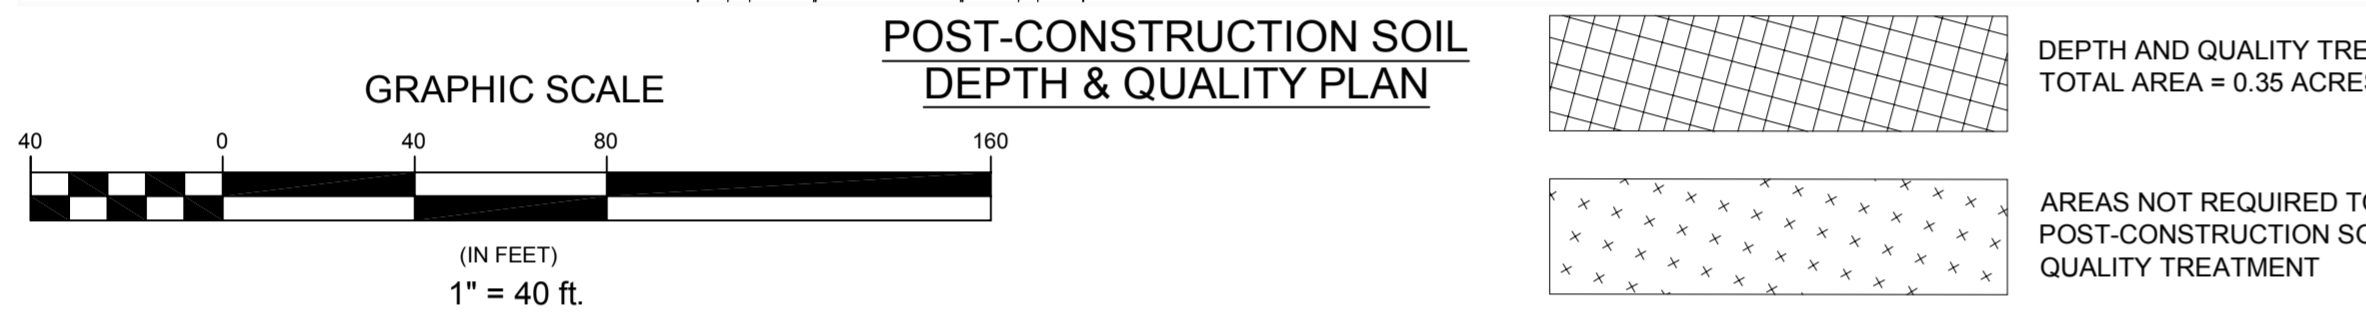 POST-CONSTRUCTION SOIL
DEPTH & QUALITY PLAN
GRAPHIC SCALE
40 0 40 80 160
(IN FEET)
1" = 40 ft.
DEPTH AND QUALITY
TOTAL AREA = 0.35
AREAS NOT REQUIRED
POST-CONSTRUCTION
QUALITY TREATMENT